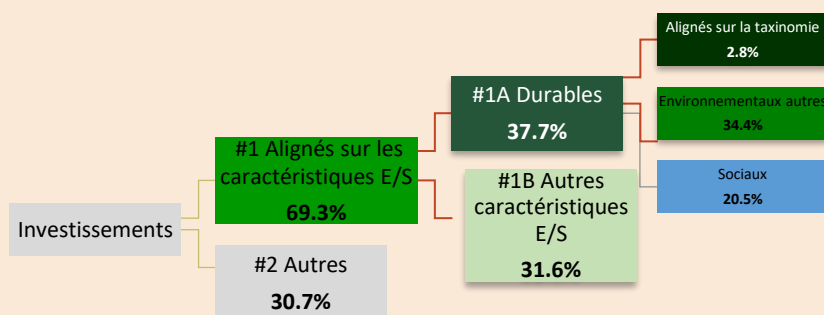 Investissements
#1 Alignés sur les
caractéristiques E/S
69.3%
#2 Autres
30.7%
#1A Durables
37.7%
#1B Autres
caractéristiques
E/S
31.6%
Alignés sur la taxinomie
2.8%
Environnementaux autres
34.4%
Sociaux
20.5%